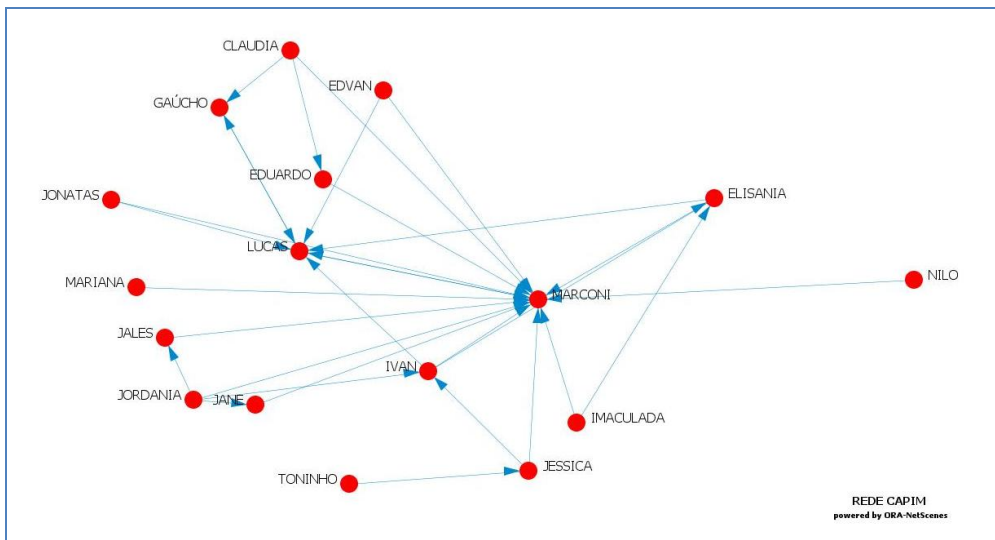 CLAUDIA
EDVAN
GAÚCHO
EDUARDO
JONATAS
ELISANIA
LUCAS
MARIANA
NILO
MARCONI
JALES
IVAN
JORDANIA
JANE
IMACULADA
JESSICA
TONINHO
REDE CAPIM
powered by ORA-NetScenes